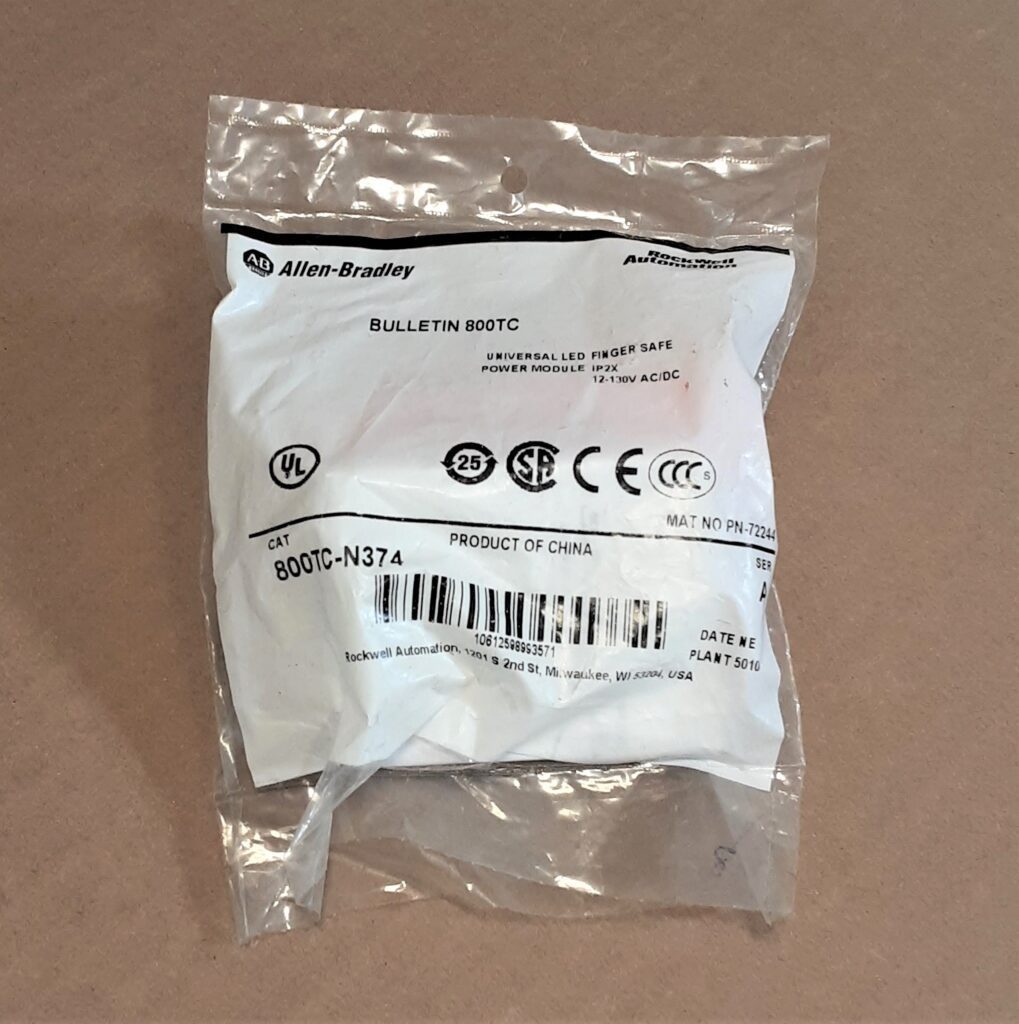 AB
Allen-Bradley
Rockwell
Automation
BULLETIN 800TC
UNIVERSAL LED FINGER SAFE
POWER MODULE IP2X
12-130V AC/DC
UL
25
SA
CE
CCC S
MAT NO PN-72244
CAT
PRODUCT OF CHINA
SER
800TC-N374
A
10612598993571
DATE NE
PLANT 5010
Rockwell Automation, 1201 S 2nd St, Milwaukee, WI 53204, USA